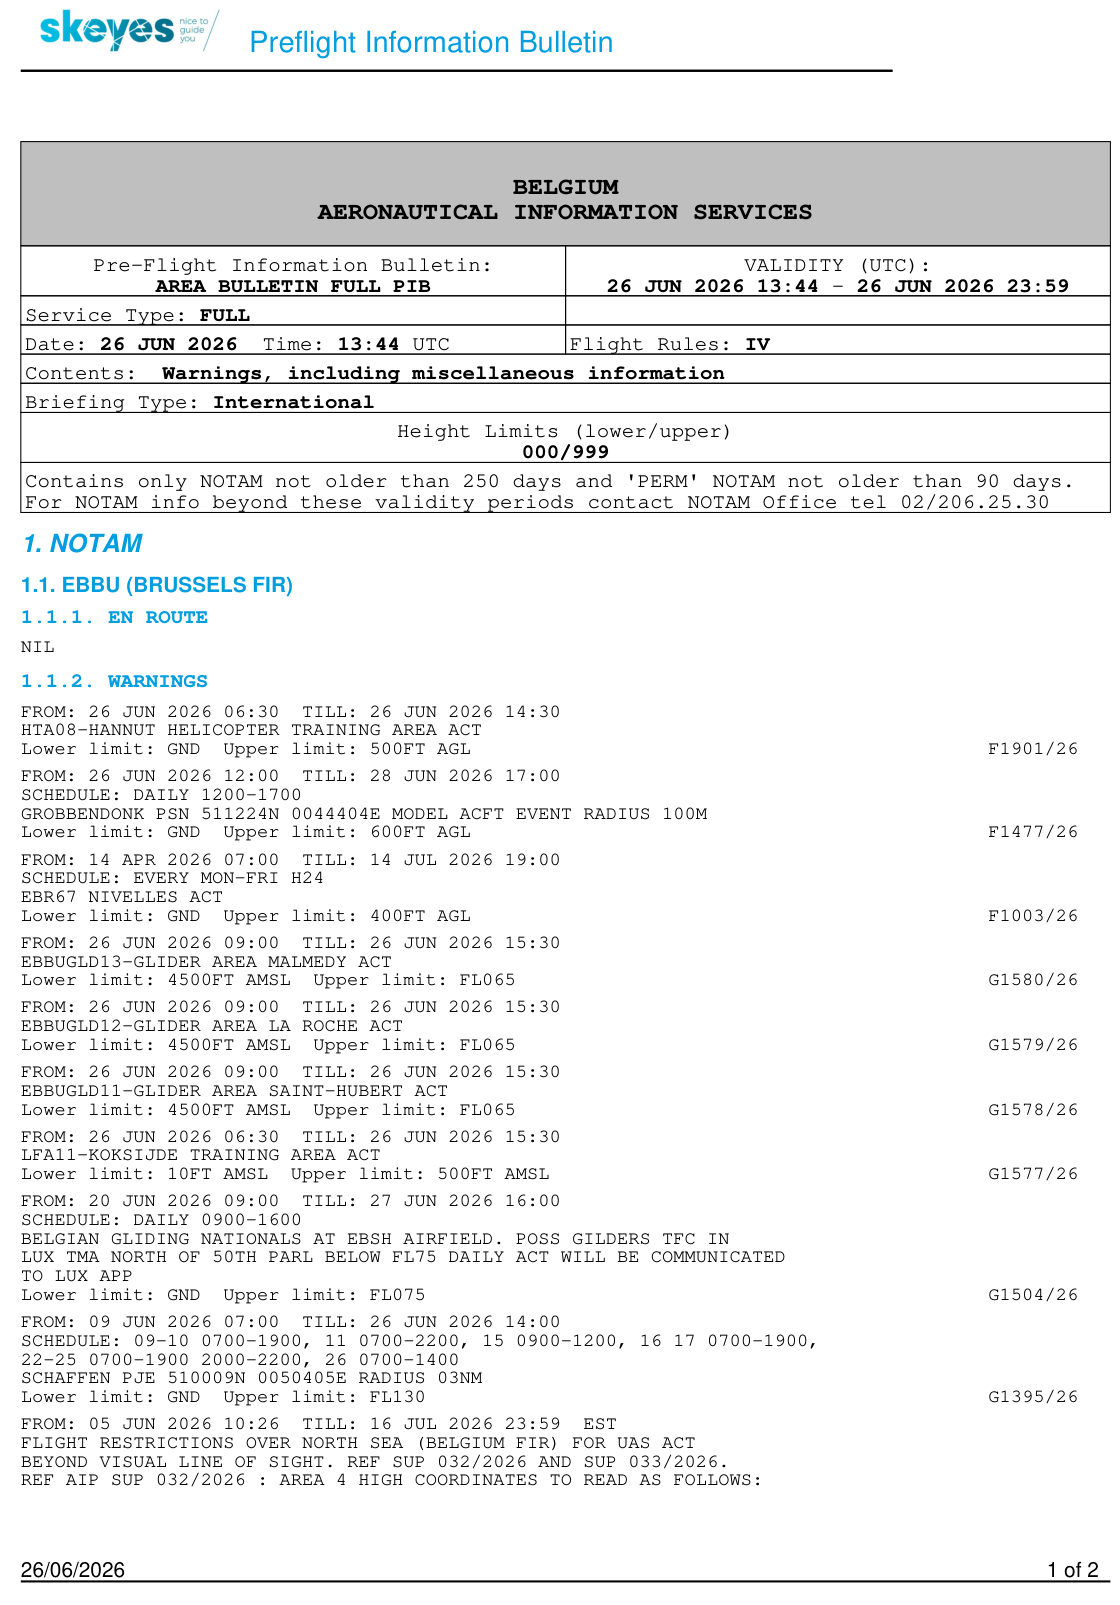 skeyes nice to guide you
Preflight Information Bulletin
BELGIUM
AERONAUTICAL INFORMATION SERVICES
Pre-Flight Information Bulletin:
AREA BULLETIN FULL PIB
VALIDITY (UTC):
26 JUN 2026 13:44 - 26 JUN 2026 23:59
Service Type: FULL
Date: 26 JUN 2026  Time: 13:44 UTC
Flight Rules: IV
Contents:  Warnings, including miscellaneous information
Briefing Type: International
Height Limits (lower/upper)
000/999
Contains only NOTAM not older than 250 days and 'PERM' NOTAM not older than 90 days.
For NOTAM info beyond these validity periods contact NOTAM Office tel 02/206.25.30
1. NOTAM
1.1. EBBU (BRUSSELS FIR)
1.1.1. EN ROUTE
NIL
1.1.2. WARNINGS
FROM: 26 JUN 2026 06:30  TILL: 26 JUN 2026 14:30
HTA08-HANNUT HELICOPTER TRAINING AREA ACT
Lower limit: GND  Upper limit: 500FT AGL F1901/26
FROM: 26 JUN 2026 12:00  TILL: 28 JUN 2026 17:00
SCHEDULE: DAILY 1200-1700
GROBBENDONK PSN 511224N 0044404E MODEL ACFT EVENT RADIUS 100M
Lower limit: GND  Upper limit: 600FT AGL F1477/26
FROM: 14 APR 2026 07:00  TILL: 14 JUL 2026 19:00
SCHEDULE: EVERY MON-FRI H24
EBR67 NIVELLES ACT
Lower limit: GND  Upper limit: 400FT AGL F1003/26
FROM: 26 JUN 2026 09:00  TILL: 26 JUN 2026 15:30
EBBUGLD13-GLIDER AREA MALMEDY ACT
Lower limit: 4500FT AMSL  Upper limit: FL065 G1580/26
FROM: 26 JUN 2026 09:00  TILL: 26 JUN 2026 15:30
EBBUGLD12-GLIDER AREA LA ROCHE ACT
Lower limit: 4500FT AMSL  Upper limit: FL065 G1579/26
FROM: 26 JUN 2026 09:00  TILL: 26 JUN 2026 15:30
EBBUGLD11-GLIDER AREA SAINT-HUBERT ACT
Lower limit: 4500FT AMSL  Upper limit: FL065 G1578/26
FROM: 26 JUN 2026 06:30  TILL: 26 JUN 2026 15:30
LFA11-KOKSIJDE TRAINING AREA ACT
Lower limit: 10FT AMSL  Upper limit: 500FT AMSL G1577/26
FROM: 20 JUN 2026 09:00  TILL: 27 JUN 2026 16:00
SCHEDULE: DAILY 0900-1600
BELGIAN GLIDING NATIONALS AT EBSH AIRFIELD. POSS GILDERS TFC IN
LUX TMA NORTH OF 50TH PARL BELOW FL75 DAILY ACT WILL BE COMMUNICATED
TO LUX APP
Lower limit: GND  Upper limit: FL075 G1504/26
FROM: 09 JUN 2026 07:00  TILL: 26 JUN 2026 14:00
SCHEDULE: 09-10 0700-1900, 11 0700-2200, 15 0900-1200, 16 17 0700-1900,
22-25 0700-1900 2000-2200, 26 0700-1400
SCHAFFEN PJE 510009N 0050405E RADIUS 03NM
Lower limit: GND  Upper limit: FL130 G1395/26
FROM: 05 JUN 2026 10:26  TILL: 16 JUL 2026 23:59  EST
FLIGHT RESTRICTIONS OVER NORTH SEA (BELGIUM FIR) FOR UAS ACT
BEYOND VISUAL LINE OF SIGHT. REF SUP 032/2026 AND SUP 033/2026.
REF AIP SUP 032/2026 : AREA 4 HIGH COORDINATES TO READ AS FOLLOWS:
26/06/2026
1 of 2